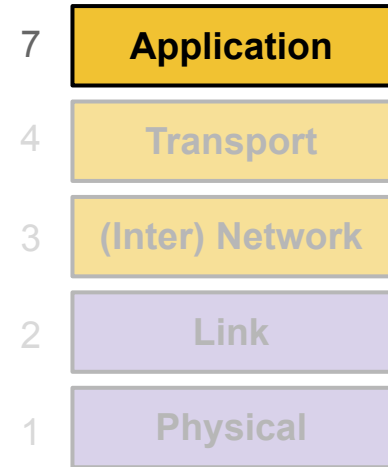 7 Application
4 Transport
3 (Inter) Network
2 Link
1 Physical